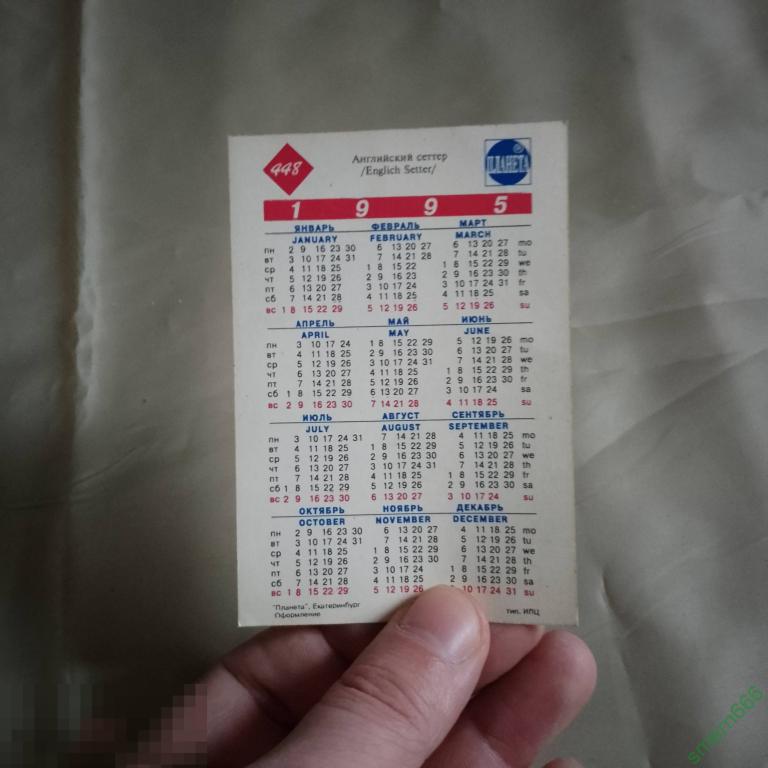 448
Английский сеттер
/Englich Setter/
ПЛАНЕТА ®
1 9 9 5
ЯНВАРЬ ФЕВРАЛЬ МАРТ
JANUARY FEBRUARY MARCH
пн 2 9 16 23 30 6 13 20 27 6 13 20 27 mo
вт 3 10 17 24 31 7 14 21 28 7 14 21 28 tu
ср 4 11 18 25 1 8 15 22 1 8 15 22 29 we
чт 5 12 19 26 2 9 16 23 2 9 16 23 30 th
пт 6 13 20 27 3 10 17 24 3 10 17 24 31 fr
сб 7 14 21 28 4 11 18 25 4 11 18 25 sa
вс 1 8 15 22 29 5 12 19 26 5 12 19 26 su
АПРЕЛЬ МАЙ ИЮНЬ
APRIL MAY JUNE
пн 3 10 17 24 1 8 15 22 29 5 12 19 26 mo
вт 4 11 18 25 2 9 16 23 30 6 13 20 27 tu
ср 5 12 19 26 3 10 17 24 31 7 14 21 28 we
чт 6 13 20 27 4 11 18 25 1 8 15 22 29 th
пт 7 14 21 28 5 12 19 26 2 9 16 23 30 fr
сб 1 8 15 22 29 6 13 20 27 3 10 17 24 sa
вс 2 9 16 23 30 7 14 21 28 4 11 18 25 su
ИЮЛЬ АВГУСТ СЕНТЯБРЬ
JULY AUGUST SEPTEMBER
пн 3 10 17 24 31 7 14 21 28 4 11 18 25 mo
вт 4 11 18 25 1 8 15 22 29 5 12 19 26 tu
ср 5 12 19 26 2 9 16 23 30 6 13 20 27 we
чт 6 13 20 27 3 10 17 24 31 7 14 21 28 th
пт 7 14 21 28 4 11 18 25 1 8 15 22 29 fr
сб 1 8 15 22 29 5 12 19 26 2 9 16 23 30 sa
вс 2 9 16 23 30 6 13 20 27 3 10 17 24 su
ОКТЯБРЬ НОЯБРЬ ДЕКАБРЬ
OCTOBER NOVEMBER DECEMBER
пн 2 9 16 23 30 6 13 20 27 4 11 18 25 mo
вт 3 10 17 24 31 7 14 21 28 5 12 19 26 tu
ср 4 11 18 25 1 8 15 22 29 6 13 20 27 we
чт 5 12 19 26 2 9 16 23 30 7 14 21 28 th
пт 6 13 20 27 3 10 17 24 1 8 15 22 29 fr
сб 7 14 21 28 4 11 18 25 2 9 16 23 30 sa
вс 1 8 15 22 29 5 12 19 26 10 17 24 31 su
"Планета", Екатеринбург
Оформление тип. ИПЦ
smerm666